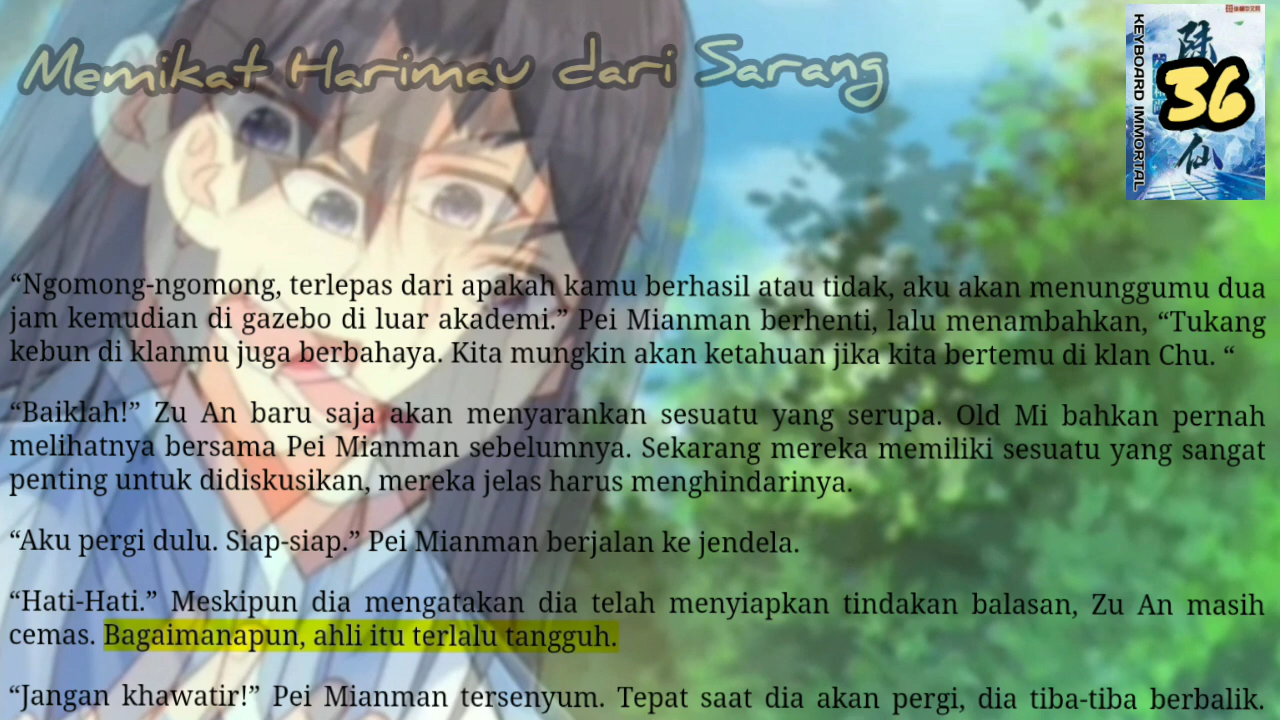 Memikat Harimau dari Sarang
36
KEYBOARD IMMORTAL
仙
“Ngomong-ngomong, terlepas dari apakah kamu berhasil atau tidak, aku akan menunggumu dua
jam kemudian di gazebo di luar akademi.” Pei Mianman berhenti, lalu menambahkan, “Tukang
kebun di klanmu juga berbahaya. Kita mungkin akan ketahuan jika kita bertemu di klan Chu. “
“Baiklah!” Zu An baru saja akan menyarankan sesuatu yang serupa. Old Mi bahkan pernah
melihatnya bersama Pei Mianman sebelumnya. Sekarang mereka memiliki sesuatu yang sangat
penting untuk didiskusikan, mereka jelas harus menghindarinya.
“Aku pergi dulu. Siap-siap.” Pei Mianman berjalan ke jendela.
“Hati-Hati.” Meskipun dia mengatakan dia telah menyiapkan tindakan balasan, Zu An masih
cemas. Bagaimanapun, ahli itu terlalu tangguh.
“Jangan khawatir!” Pei Mianman tersenyum. Tepat saat dia akan pergi, dia tiba-tiba berbalik.